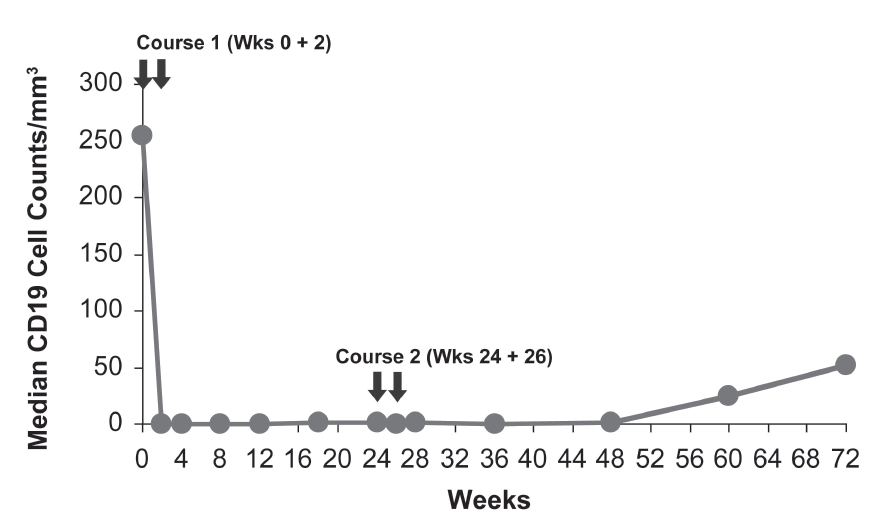 Course 1 (Wks 0 + 2)
Median CD19 Cell Counts/mm³
300
250
200
150
100
50
0
Course 2 (Wks 24 + 26)
0 4 8 12 16 20 24 28 32 36 40 44 48 52 56 60 64 68 72
Weeks